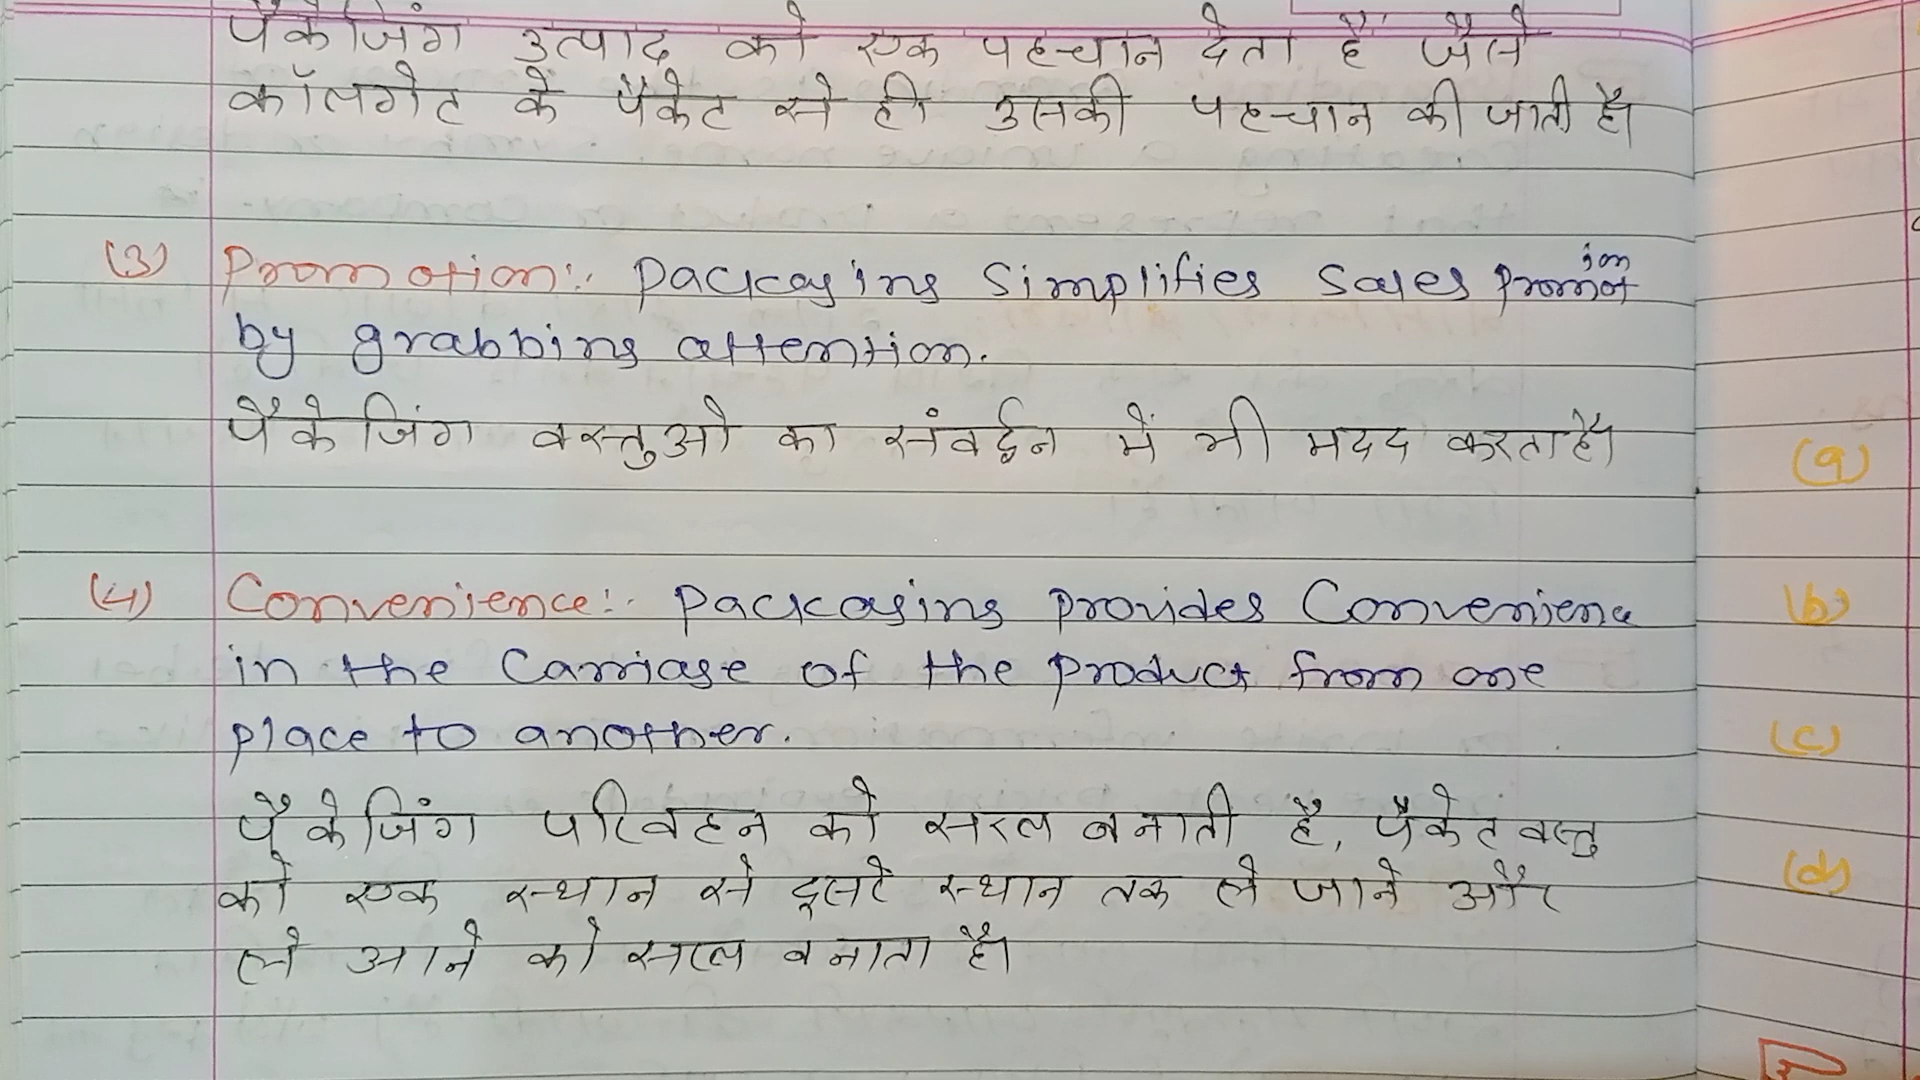 पैकेजिंग उत्पाद को एक पहचान देता है जैसे
कॉलगेट के पैकेट से ही उसकी पहचान की जाती है।
(3) Promotion:. Packaging Simplifies Sales Promotion
by grabbing attention.
पैकेजिंग वस्तुओ का संवर्द्धन में भी मदद करता है।
(4) Convenience:. Packaging provides Convenience
in the Carriage of the product from one
place to another.
पैकेजिंग परिवहन को सरल बनाती है, पैकेट वस्तु
को एक स्थान से दूसरे स्थान तक ले जाने और
ले आने को सरल बनाता है।
(a)
(b)
(c)
(d)